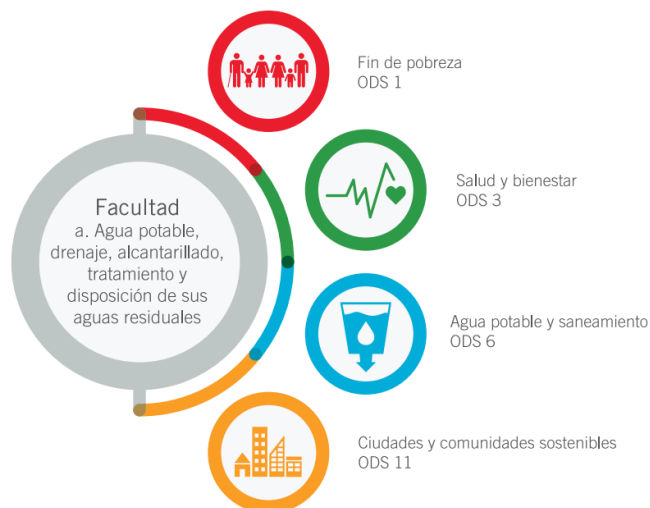 Fin de pobreza
ODS 1
Salud y bienestar
ODS 3
Facultad
a. Agua potable,
drenaje, alcantarillado,
tratamiento y
disposición de sus
aguas residuales
Agua potable y saneamiento
ODS 6
Ciudades y comunidades sostenibles
ODS 11